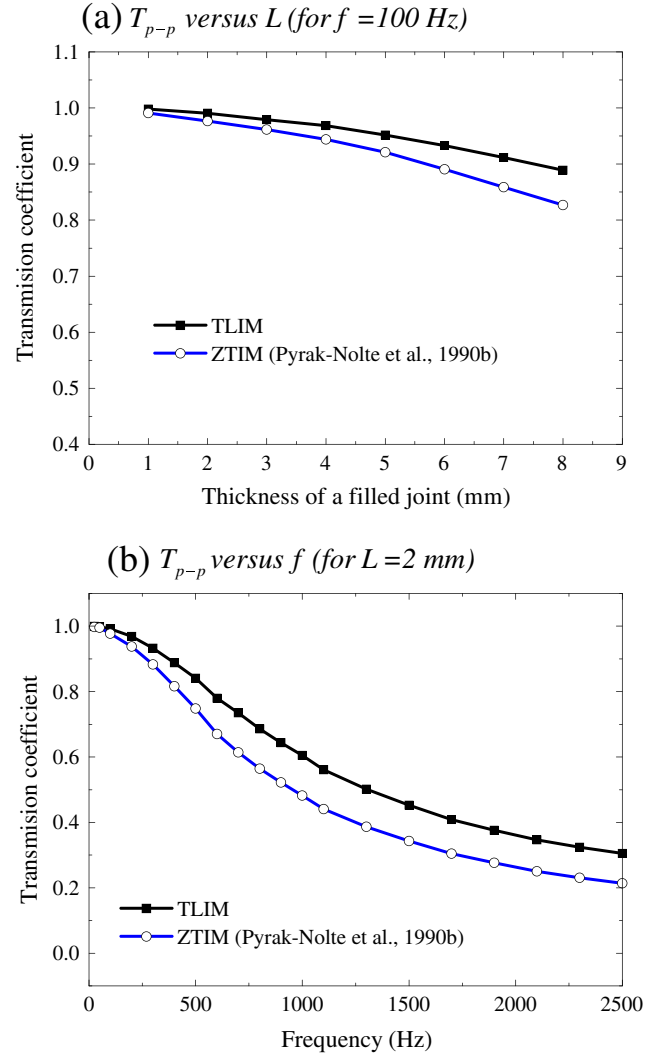 (a) T_{p-p} versus L (for f =100 Hz)
1.1
1.0
0.9
0.8
0.7
0.6
0.5
0.4
Transmision coefficient
TLIM
ZTIM (Pyrak-Nolte et al., 1990b)
0 1 2 3 4 5 6 7 8 9
Thickness of a filled joint (mm)
(b) T_{p-p} versus f (for L =2 mm)
1.0
0.8
0.6
0.4
0.2
0.0
Transmision coefficient
TLIM
ZTIM (Pyrak-Nolte et al., 1990b)
0 500 1000 1500 2000 2500
Frequency (Hz)